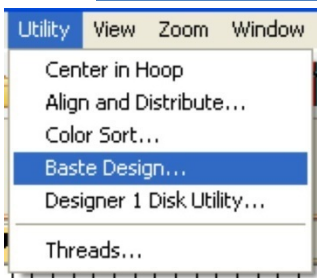 Utility View Zoom Window
Center in Hoop
Align and Distribute...
Color Sort...
Baste Design...
Designer 1 Disk Utility...
Threads...